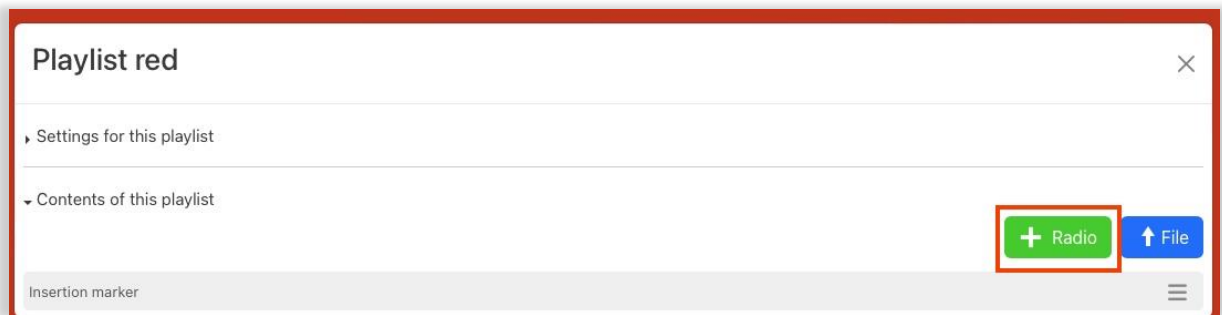 Playlist red
Settings for this playlist
Contents of this playlist
Radio
File
Insertion marker